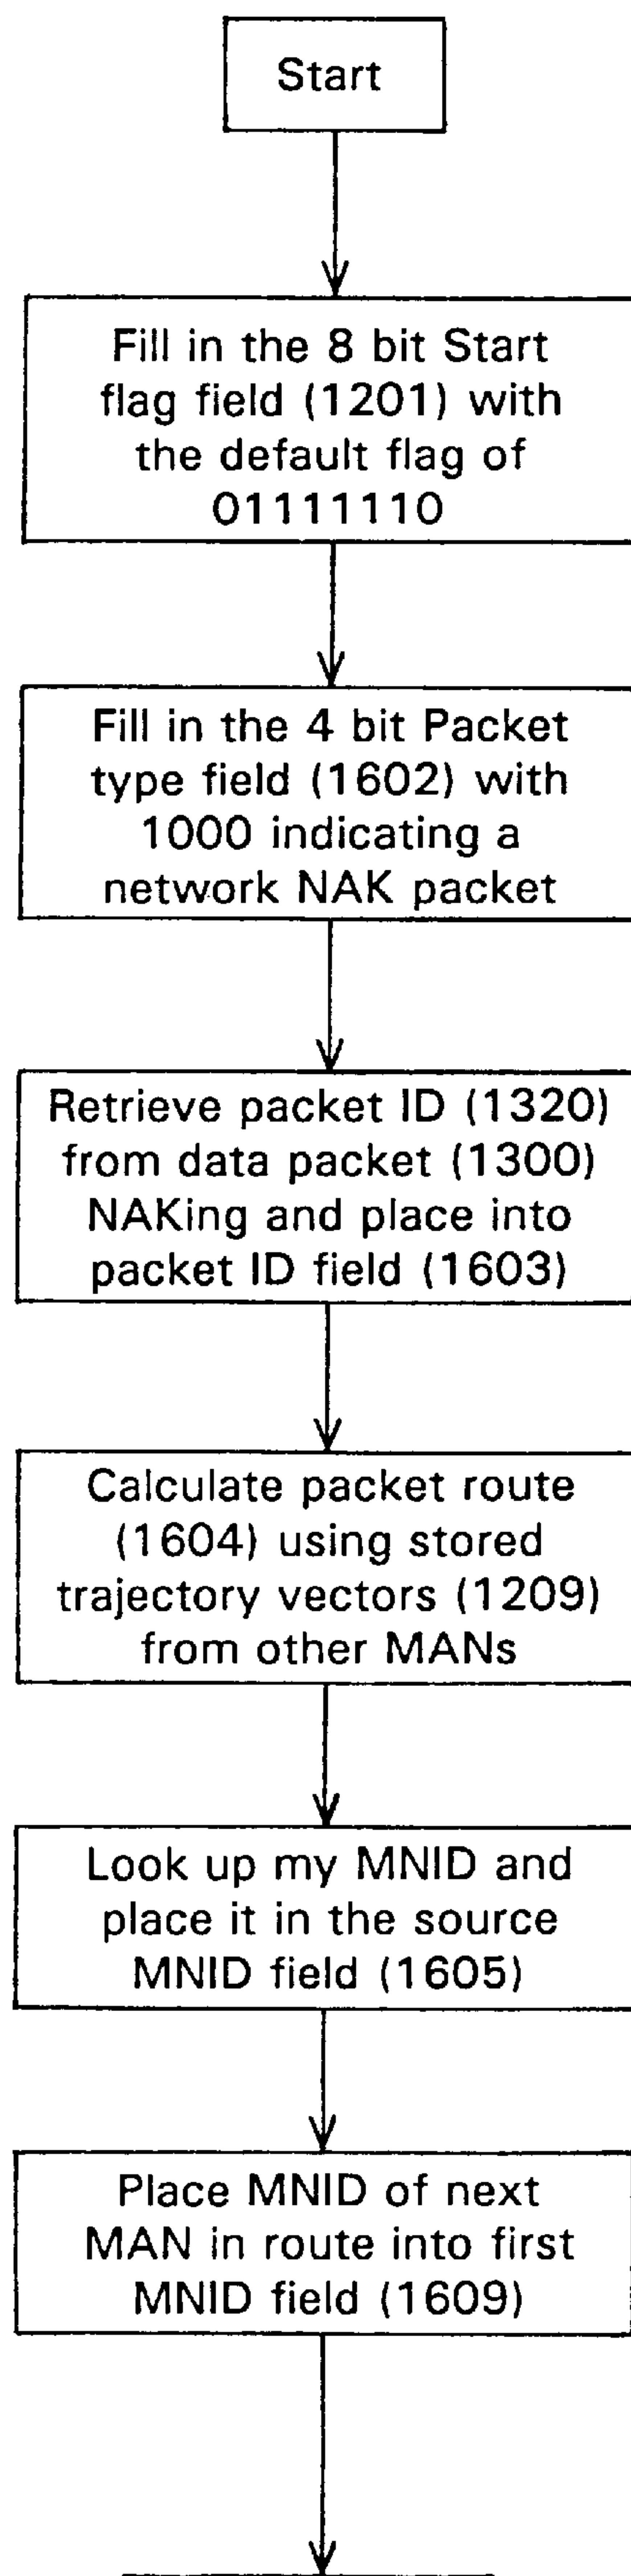 Start
Fill in the 8 bit Start
flag field (1201) with
the default flag of
01111110
Fill in the 4 bit Packet
type field (1602) with
1000 indicating a
network NAK packet
Retrieve packet ID (1320)
from data packet (1300)
NAKing and place into
packet ID field (1603)
Calculate packet route
(1604) using stored
trajectory vectors (1209)
from other MANs
Look up my MNID and
place it in the source
MNID field (1605)
Place MNID of next
MAN in route into first
MNID field (1609)